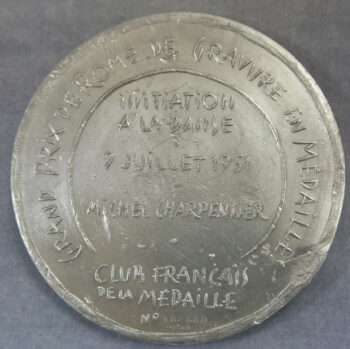 GRAND PRIX DE ROME DE GRAVURE EN MÉDAILLE
INITIATION
A LA DANSE
7 JUILLET 1951
MICHEL CHARPENTIER
CLUB FRANÇAIS
DE LA MÉDAILLE
N°